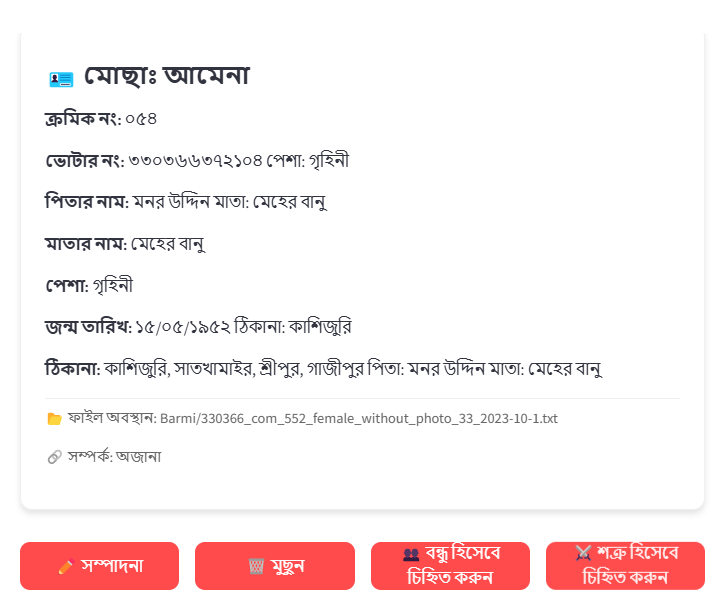 মোছাঃ আমেনা
ক্রমিক নং: ০৫৪
ভোটার নং: ৩৩০৩৬৬৩৭২১০৪ পেশা: গৃহিনী
পিতার নাম: মনর উদ্দিন মাতা: মেহের বানু
মাতার নাম: মেহের বানু
পেশা: গৃহিনী
জন্ম তারিখ: ১৫/০৫/১৯৫২ ঠিকানা: কাশিজুরি
ঠিকানা: কাশিজুরি, সাতখামাইর, শ্রীপুর, গাজীপুর পিতা: মনর উদ্দিন মাতা: মেহের বানু
ফাইল অবস্থান: Barmi/330366_com_552_female_without_photo_33_2023-10-1.txt
সম্পর্ক: অজানা
সম্পাদনা
মুছুন
বন্ধু হিসেবে
চিহ্নিত করুন
শত্রু হিসেবে
চিহ্নিত করুন